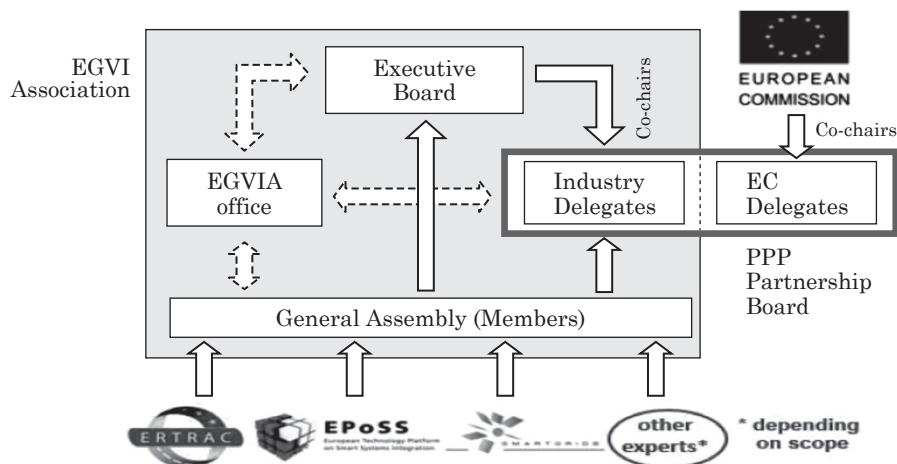 EGVI
Association
Executive
Board
Co-chairs
EUROPEAN
COMMISSION
Co-chairs
EGVIA
office
Industry
Delegates
EC
Delegates
PPP
Partnership
Board
General Assembly (Members)
ERTRAC
EPoSS
European Technology Platform
on Smart Systems Integration
SMARTGRIDS
other
experts*
* depending
on scope